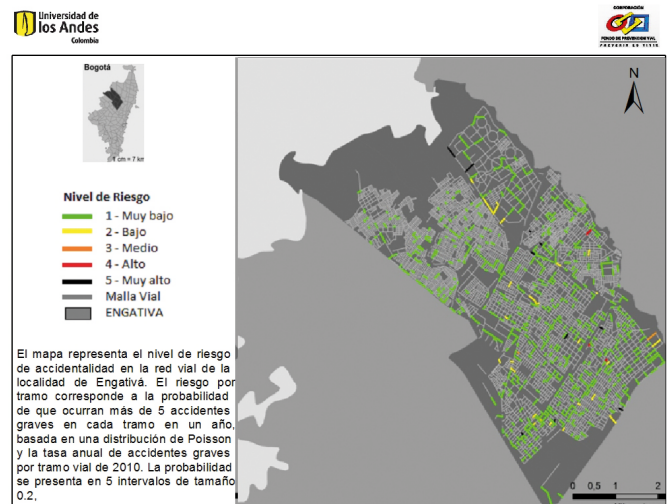 Universidad de
los Andes
Colombia
CORPORACIÓN
FONDO DE PREVENCIÓN VIAL
Bogotá
1 cm = 7 km
N
Nivel de Riesgo
1 - Muy bajo
2 - Bajo
3 - Medio
4 - Alto
5 - Muy alto
Malla Vial
ENGATIVA
El mapa representa el nivel de riesgo
de accidentalidad en la red vial de la
localidad de Engativá. El riesgo por
tramo corresponde a la probabilidad
de que ocurran más de 5 accidentes
graves en cada tramo en un año,
basada en una distribución de Poisson
y la tasa anual de accidentes graves
por tramo vial de 2010. La probabilidad
se presenta en 5 intervalos de tamaño
0.2,
0 0.5 1 2